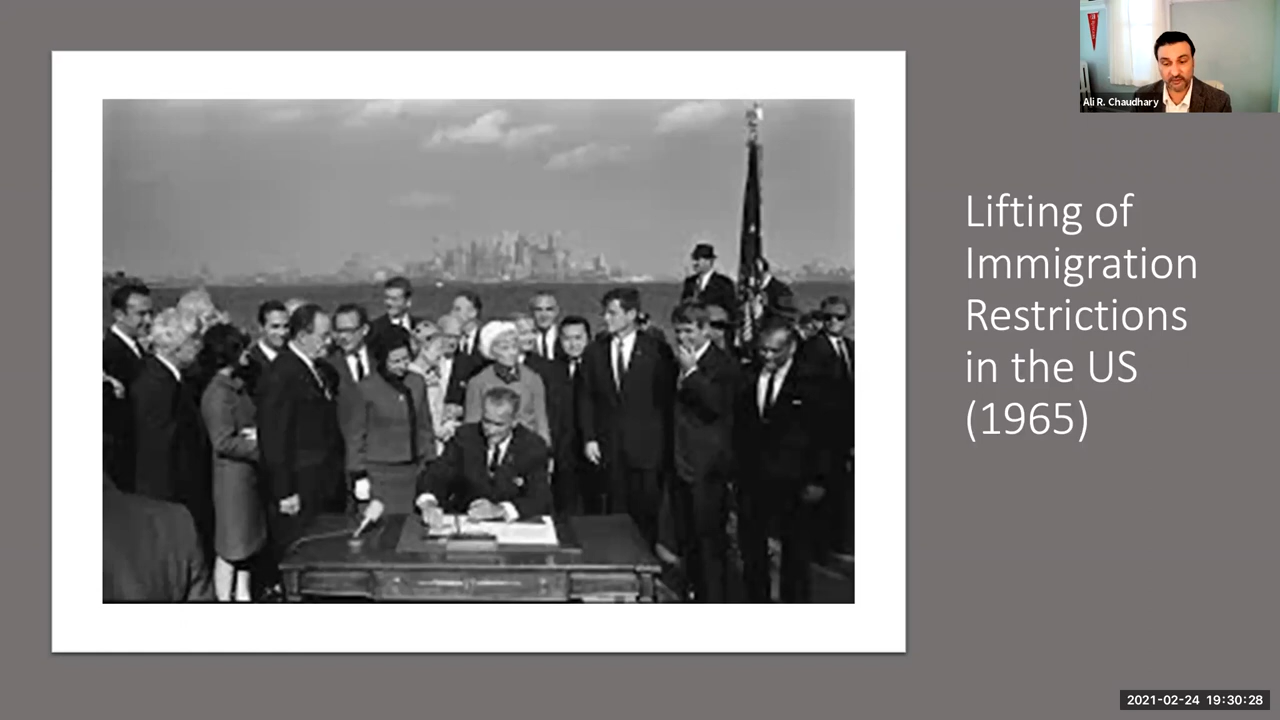 Ali R. Chaudhary
Lifting of
Immigration
Restrictions
in the US
(1965)
2021-02-24 19:30:28